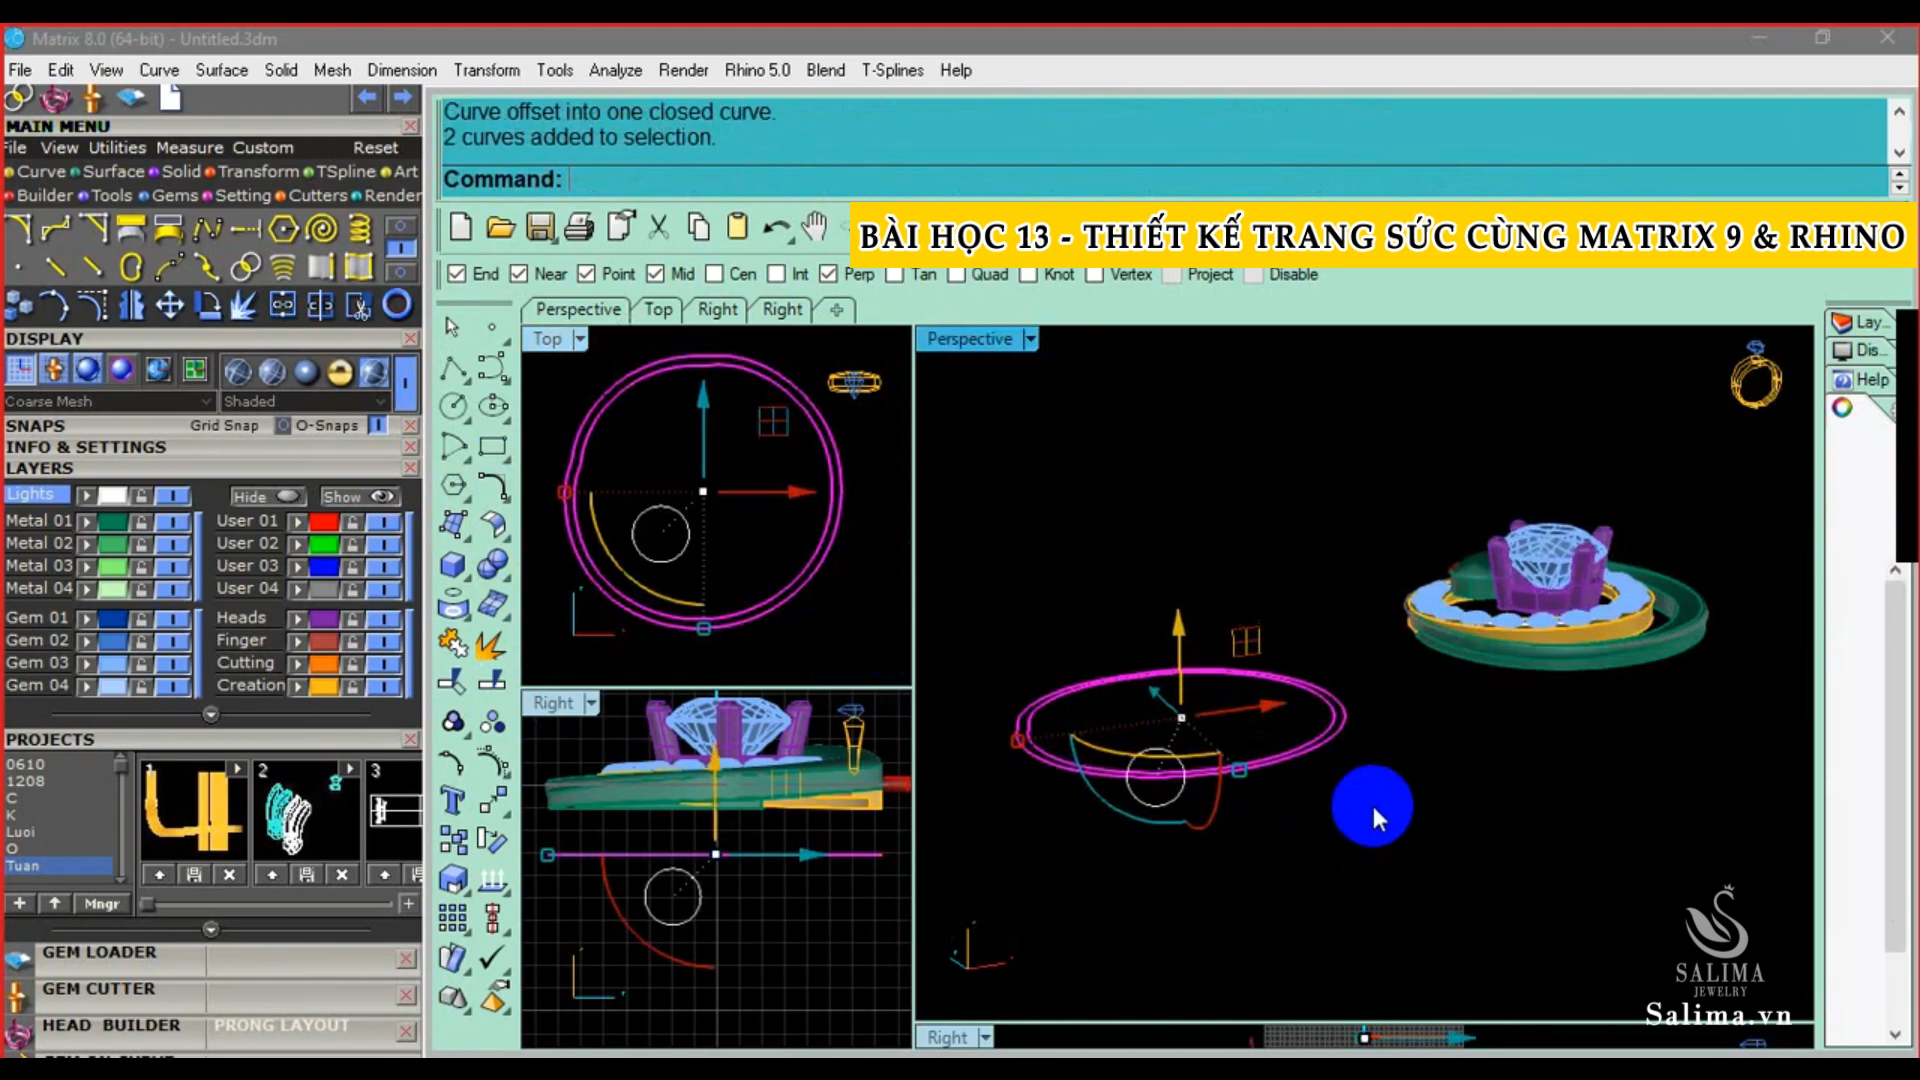 Matrix 8.0 (64-bit) - Untitled.3dm
File Edit View Curve Surface Solid Mesh Dimension Transform Tools Analyze Render Rhino 5.0 Blend T-Splines Help
Curve offset into one closed curve.
2 curves added to selection.
Command:
BÀI HỌC 13 - THIẾT KẾ TRANG SỨC CÙNG MATRIX 9 & RHINO
End Near Point Mid Cen Int Perp Tan Quad Knot Vertex Project Disable
Perspective Top Right Right
MAIN MENU
File View Utilities Measure Custom Reset
Curve Surface Solid Transform TSpline Art
Builder Tools Gems Setting Cutters Render
DISPLAY
Coarse Mesh Shaded
SNAPS Grid Snap O-Snaps
INFO & SETTINGS
LAYERS
Lights Hide Show
Metal 01 User 01
Metal 02 User 02
Metal 03 User 03
Metal 04 User 04
Gem 01 Heads
Gem 02 Finger
Gem 03 Cutting
Gem 04 Creation
PROJECTS
0610
1208
C
K
Luoi
O
Tuan
1 2 3
Mngr
GEM LOADER
GEM CUTTER
HEAD BUILDER PRONG LAYOUT
Top
Perspective
Right
Right
Lay...
Dis...
Help
SALIMA
JEWELRY
Salima.vn